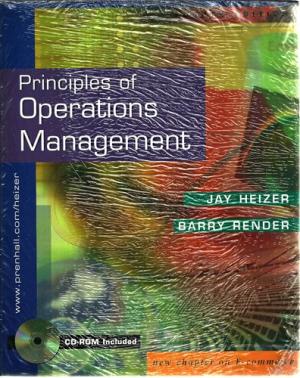 Principles of
Operations
Management
JAY HEIZER
BARRY RENDER
www.prenhall.com/heizer
CD-ROM Included
new chapter on E-commerce